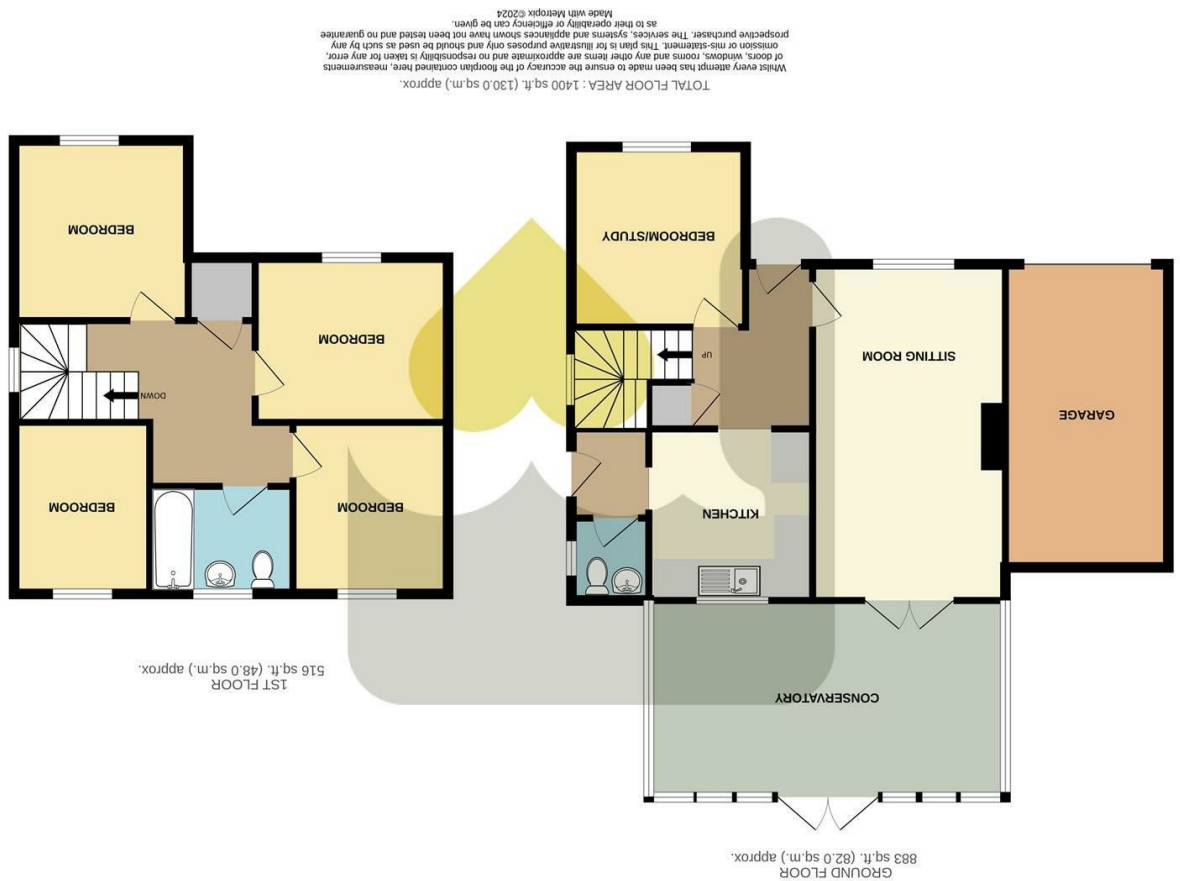 GROUND FLOOR
883 sq.ft. (82.0 sq.m.) approx.
CONSERVATORY
GARAGE
SITTING ROOM
KITCHEN
UP
BEDROOM/STUDY
1ST FLOOR
516 sq.ft. (48.0 sq.m.) approx.
BEDROOM
BEDROOM
DOWN
BEDROOM
BEDROOM
TOTAL FLOOR AREA : 1400 sq.ft. (130.0 sq.m.) approx.
Whilst every attempt has been made to ensure the accuracy of the floorplan contained here, measurements
of doors, windows, rooms and any other items are approximate and no responsibility is taken for any error,
omission or mis-statement. This plan is for illustrative purposes only and should be used as such by any
prospective purchaser. The services, systems and appliances shown have not been tested and no guarantee
as to their operability or efficiency can be given.
Made with Metropix ©2024